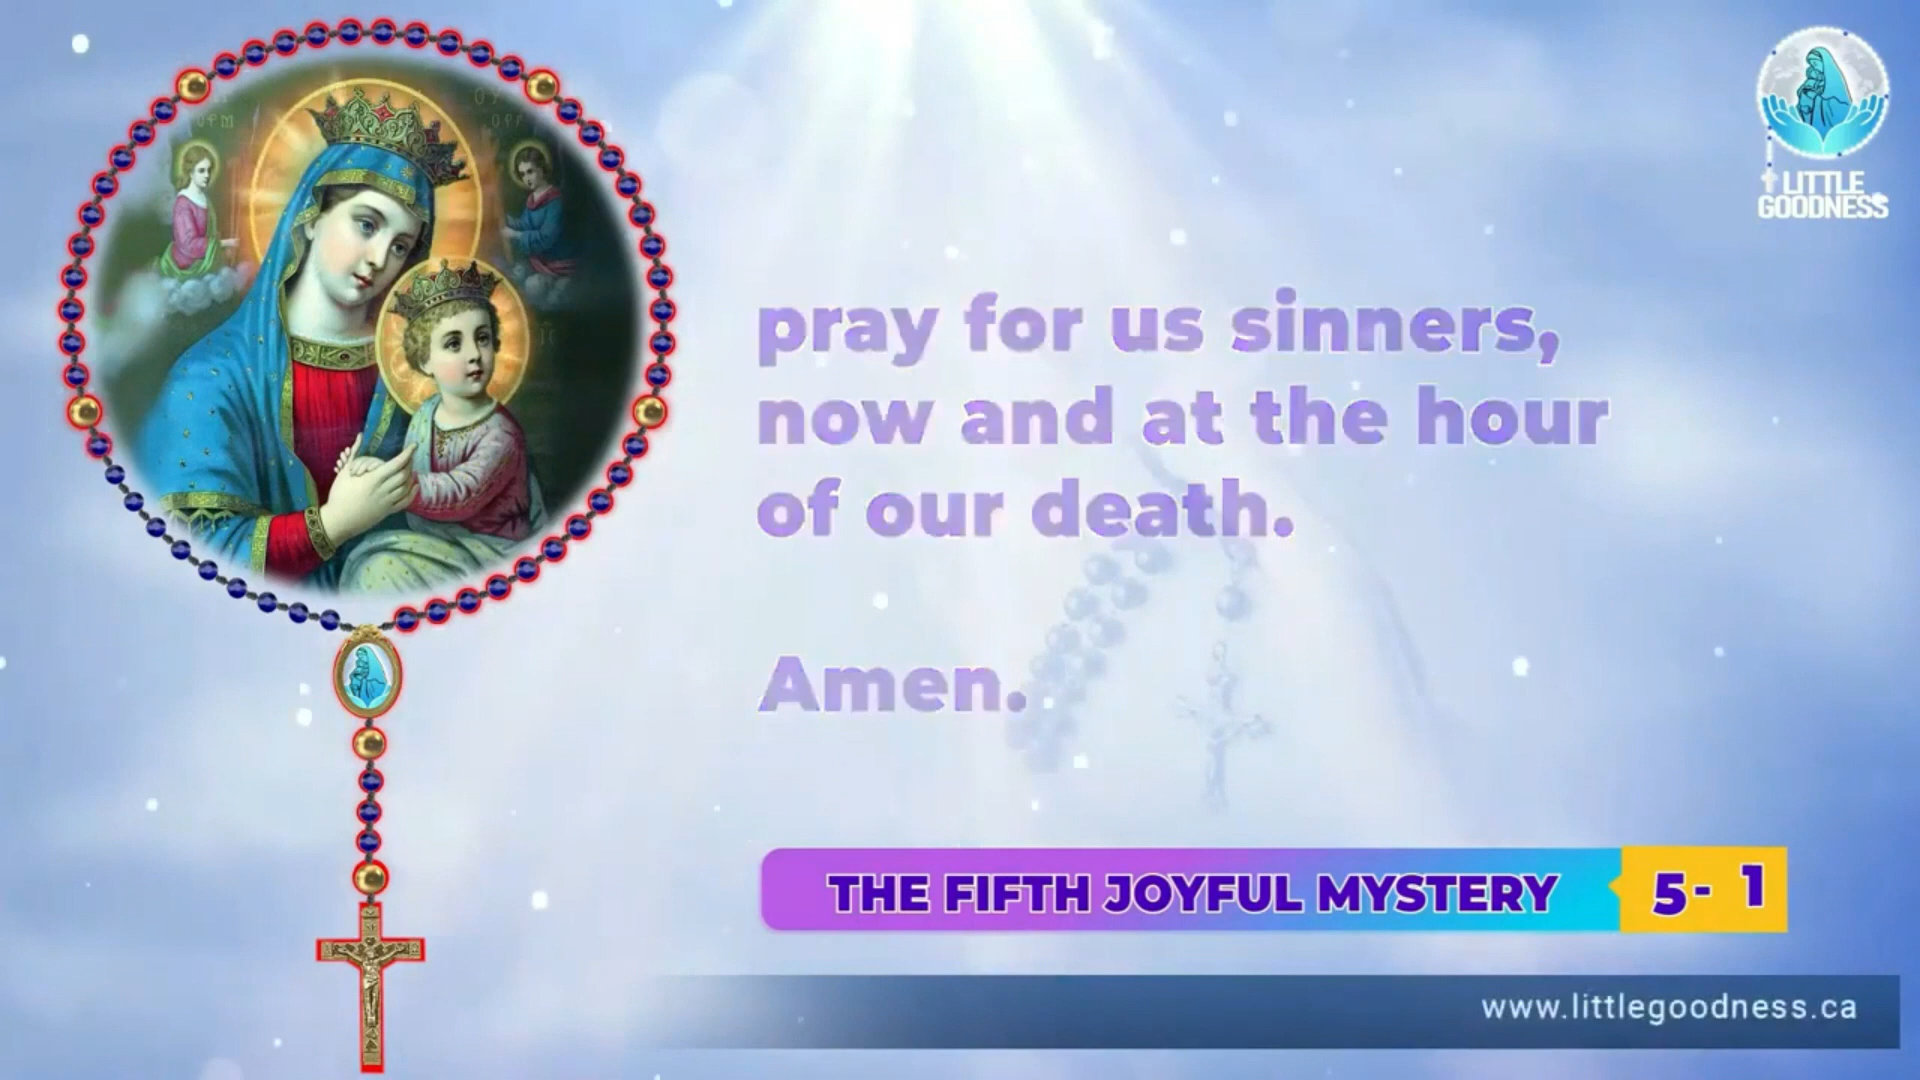 LITTLE
GOODNESS
pray for us sinners,
now and at the hour
of our death.
Amen.
THE FIFTH JOYFUL MYSTERY
5- 1
www.littlegoodness.ca